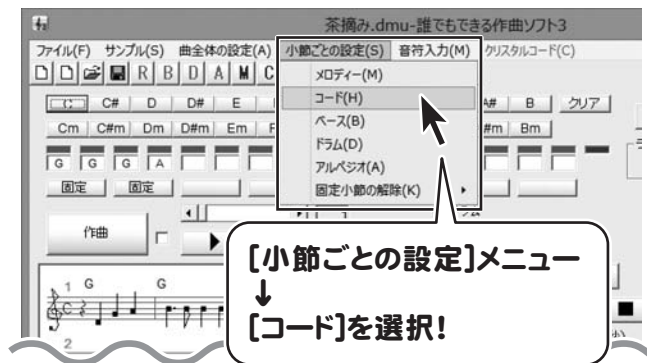 茶摘み.dmu-誰でもできる作曲ソフト3
ファイル(F) サンプル(S) 曲全体の設定(A) 小節ごとの設定(S) 音符入力(M) クリスタルコード(C)
R B D A M C
メロディー(M)
C C# D D# E A# B クリア
コード(H)
Cm C#m Dm D#m Em F #m Bm
ベース(B)
ドラム(D)
G G G A
アルペジオ(A)
固定 固定
固定小節の解除(K)
作曲
[小節ごとの設定]メニュー
↓
[コード]を選択!
1 G G
2